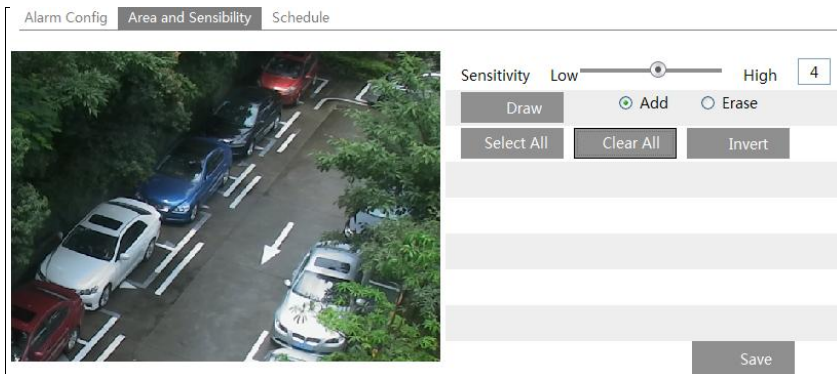 Alarm Config Area and Sensibility Schedule
Sensitivity Low High 4
Draw Add Erase
Select All Clear All Invert
Save